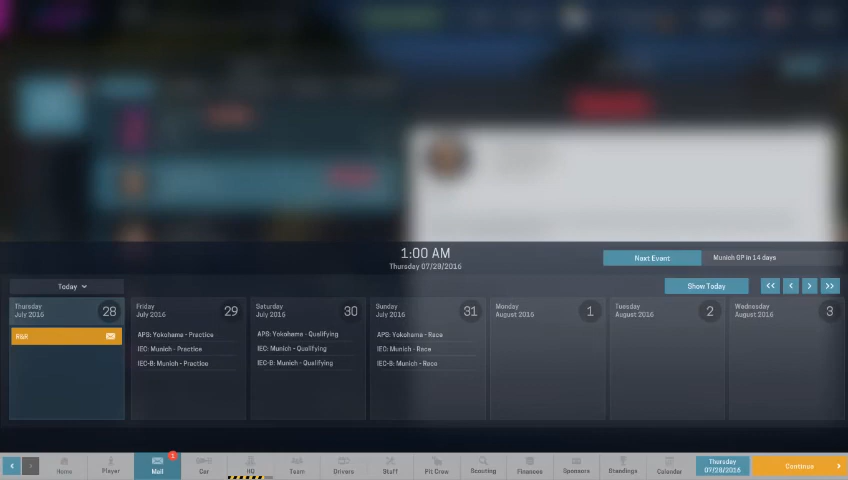 1:00 AM
Thursday 07/28/2016
Next Event
Munich GP in 14 days
Today
Show Today
<<
<
>
>>
Thursday
July 2016
28
R&R
Friday
July 2016
29
APS: Yokohama - Practice
IEC: Munich - Practice
IEC-B: Munich - Practice
Saturday
July 2016
30
APS: Yokohama - Qualifying
IEC: Munich - Qualifying
IEC-B: Munich - Qualifying
Sunday
July 2016
31
APS: Yokohama - Race
IEC: Munich - Race
IEC-B: Munich - Race
Monday
August 2016
1
Tuesday
August 2016
2
Wednesday
August 2016
3
Home
Player
Mail
1
Car
HQ
Team
Drivers
Staff
Pit Crew
Scouting
Finances
Sponsors
Standings
Calendar
Thursday
07/28/2016
Continue